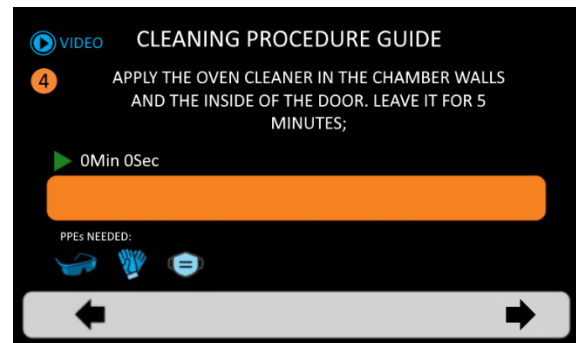 VIDEO
CLEANING PROCEDURE GUIDE
4
APPLY THE OVEN CLEANER IN THE CHAMBER WALLS
AND THE INSIDE OF THE DOOR. LEAVE IT FOR 5
MINUTES;
0Min 0Sec
PPEs NEEDED: